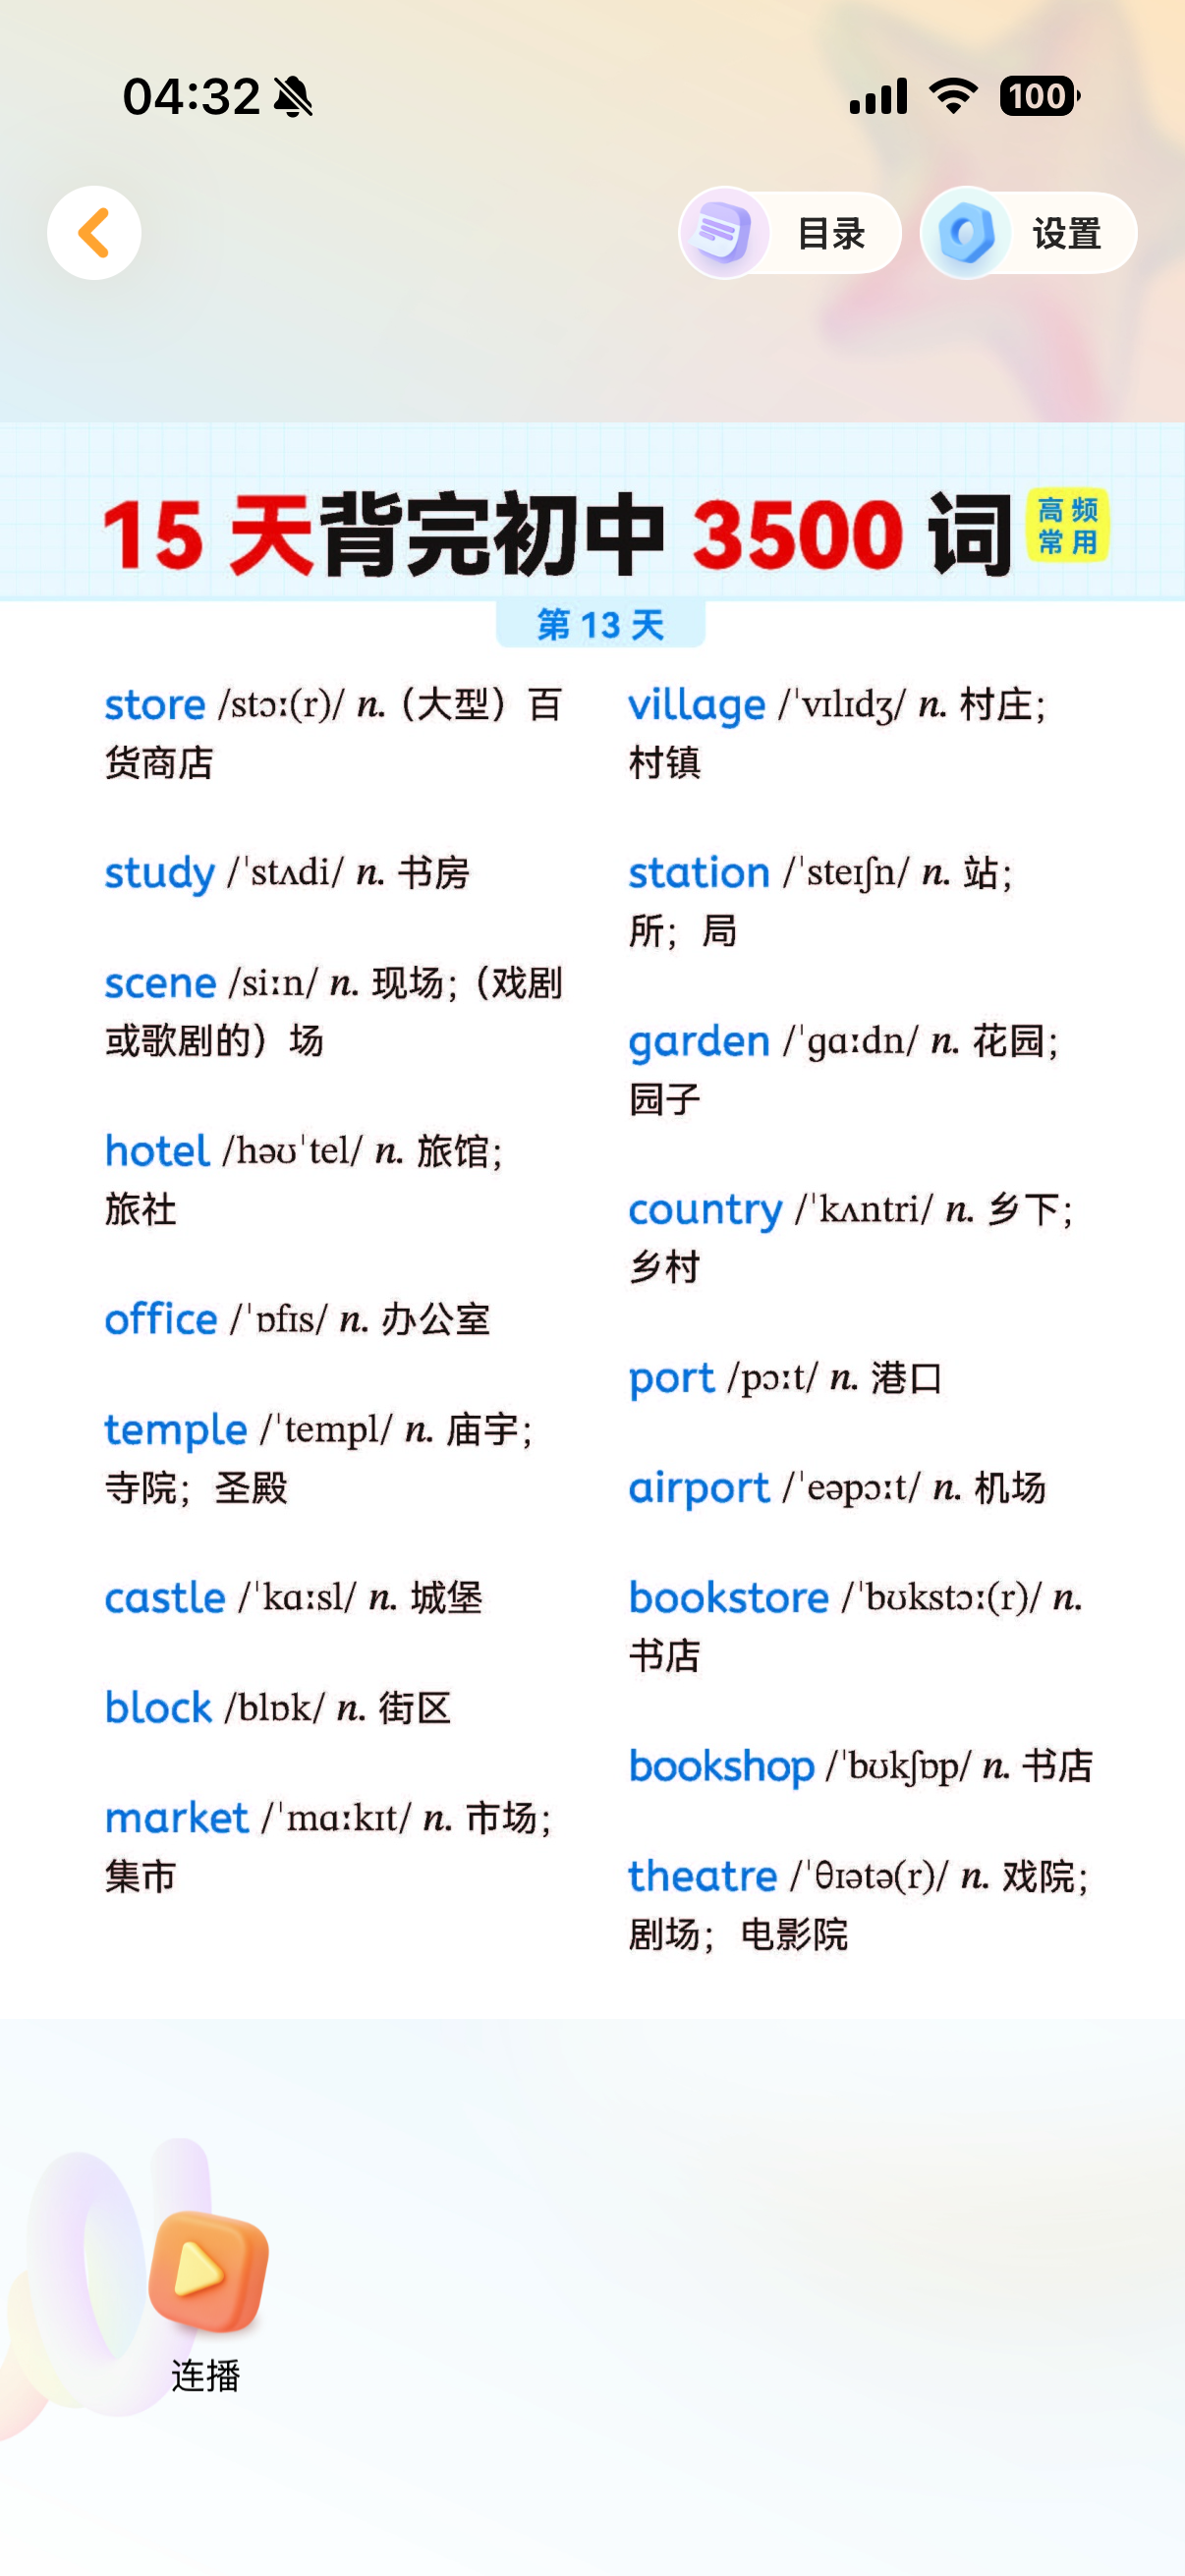 04:32
100
目录
设置
15 天背完初中 3500 词
高频
常用
第 13 天
store /stɔː(r)/ n.（大型）百
货商店
study /ˈstʌdi/ n. 书房
scene /siːn/ n. 现场；（戏剧
或歌剧的）场
hotel /həʊˈtel/ n. 旅馆；
旅社
office /ˈɒfɪs/ n. 办公室
temple /ˈtempl/ n. 庙宇；
寺院；圣殿
castle /ˈkɑːsl/ n. 城堡
block /blɒk/ n. 街区
market /ˈmɑːkɪt/ n. 市场；
集市
village /ˈvɪlɪdʒ/ n. 村庄；
村镇
station /ˈsteɪʃn/ n. 站；
所；局
garden /ˈɡɑːdn/ n. 花园；
园子
country /ˈkʌntri/ n. 乡下；
乡村
port /pɔːt/ n. 港口
airport /ˈeəpɔːt/ n. 机场
bookstore /ˈbʊkstɔː(r)/ n.
书店
bookshop /ˈbʊkʃɒp/ n. 书店
theatre /ˈθɪətə(r)/ n. 戏院；
剧场；电影院
连播